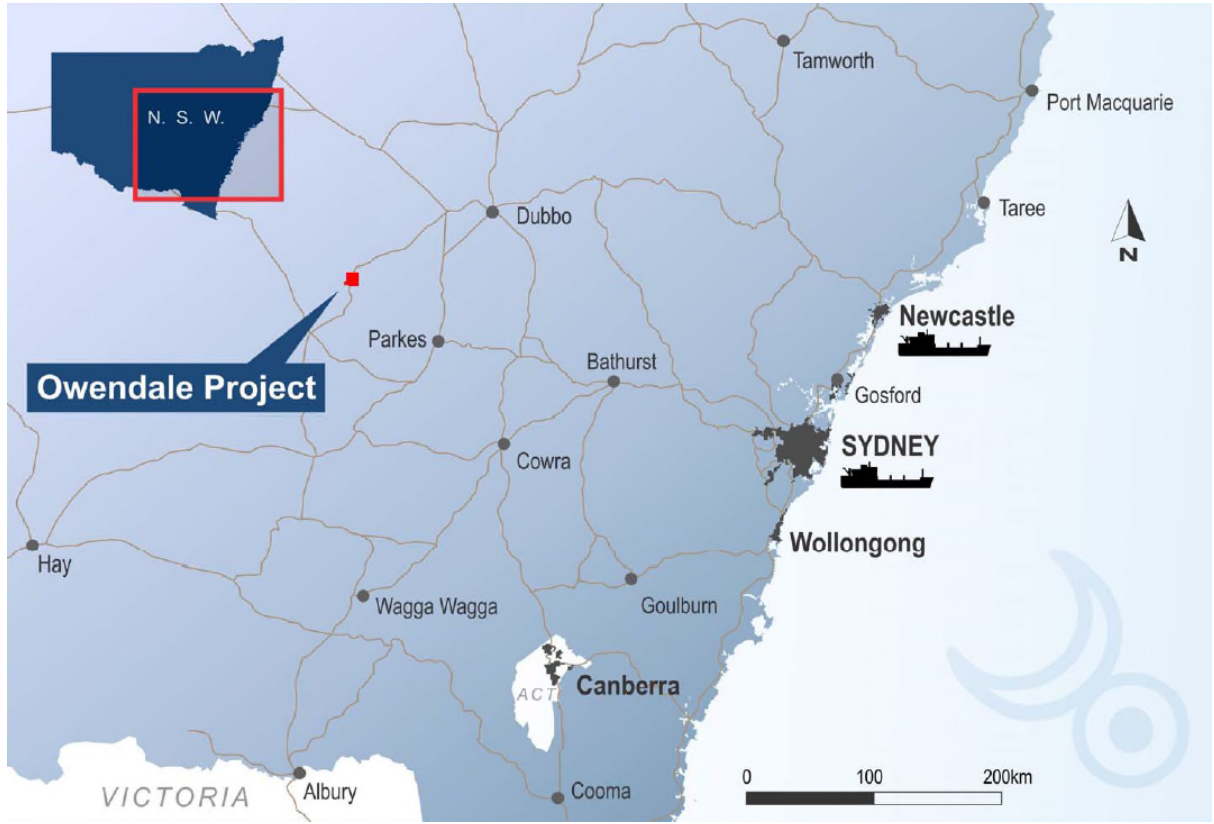 N. S. W.
Tamworth
Port Macquarie
Dubbo
Taree
N
Newcastle
Parkes
Bathurst
Owendale Project
Gosford
SYDNEY
Cowra
Wollongong
Hay
Wagga Wagga
Goulburn
ACT
Canberra
0 100 200km
VICTORIA
Albury
Cooma